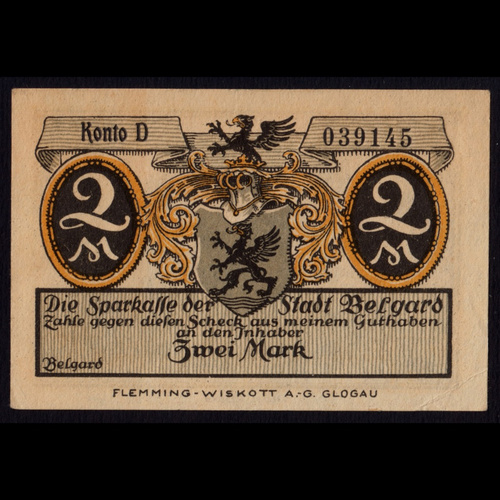 Konto D
039145
2
M
2
M
Die Sparkasse der Stadt Belgard
Zahle gegen diesen Scheck aus meinem Guthaben
an den Inhaber
Zwei Mark
Belgard
FLEMMING-WISKOTT A.-G. GLOGAU